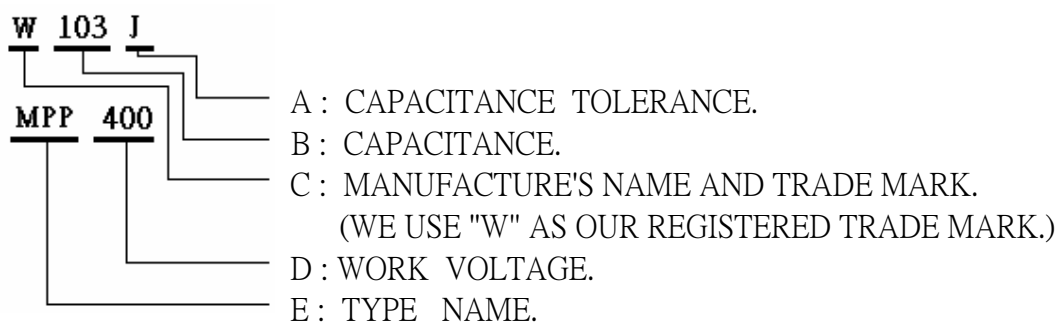 W 103 J
A : CAPACITANCE TOLERANCE.
MPP 400
B : CAPACITANCE.
C : MANUFACTURE'S NAME AND TRADE MARK.
(WE USE "W" AS OUR REGISTERED TRADE MARK.)
D : WORK VOLTAGE.
E : TYPE NAME.